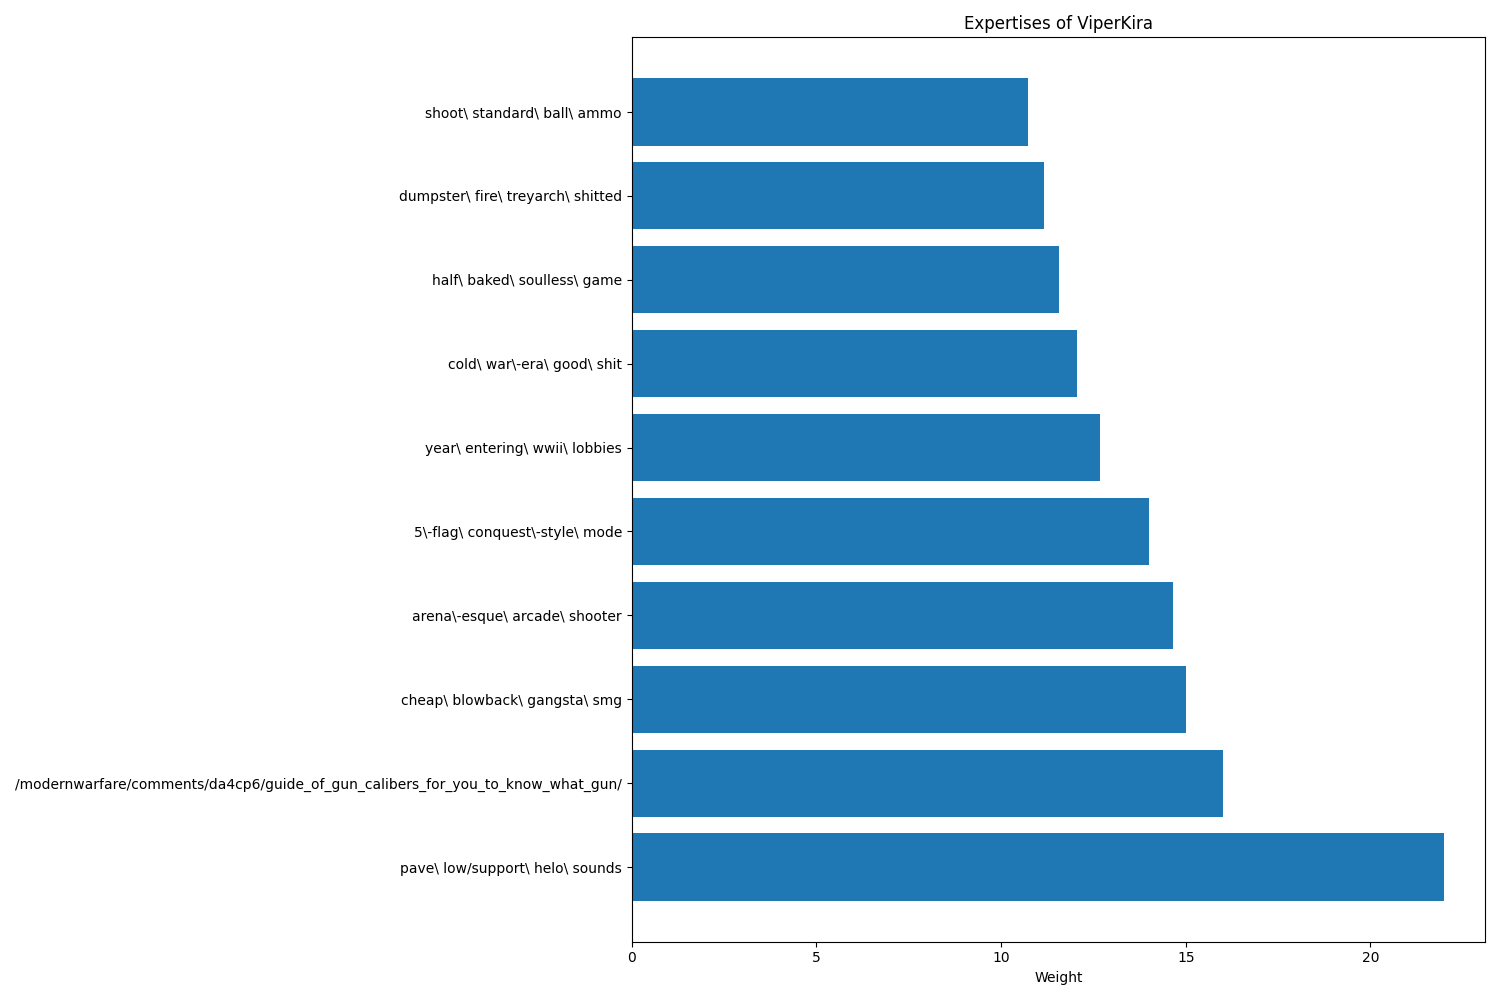 Expertises of ViperKira
shoot\ standard\ ball\ ammo
dumpster\ fire\ treyarch\ shitted
half\ baked\ soulless\ game
cold\ war\-era\ good\ shit
year\ entering\ wwii\ lobbies
5\-flag\ conquest\-style\ mode
arena\-esque\ arcade\ shooter
cheap\ blowback\ gangsta\ smg
/modernwarfare/comments/da4cp6/guide_of_gun_calibers_for_you_to_know_what_gun/
pave\ low/support\ helo\ sounds
0 5 10 15 20
Weight